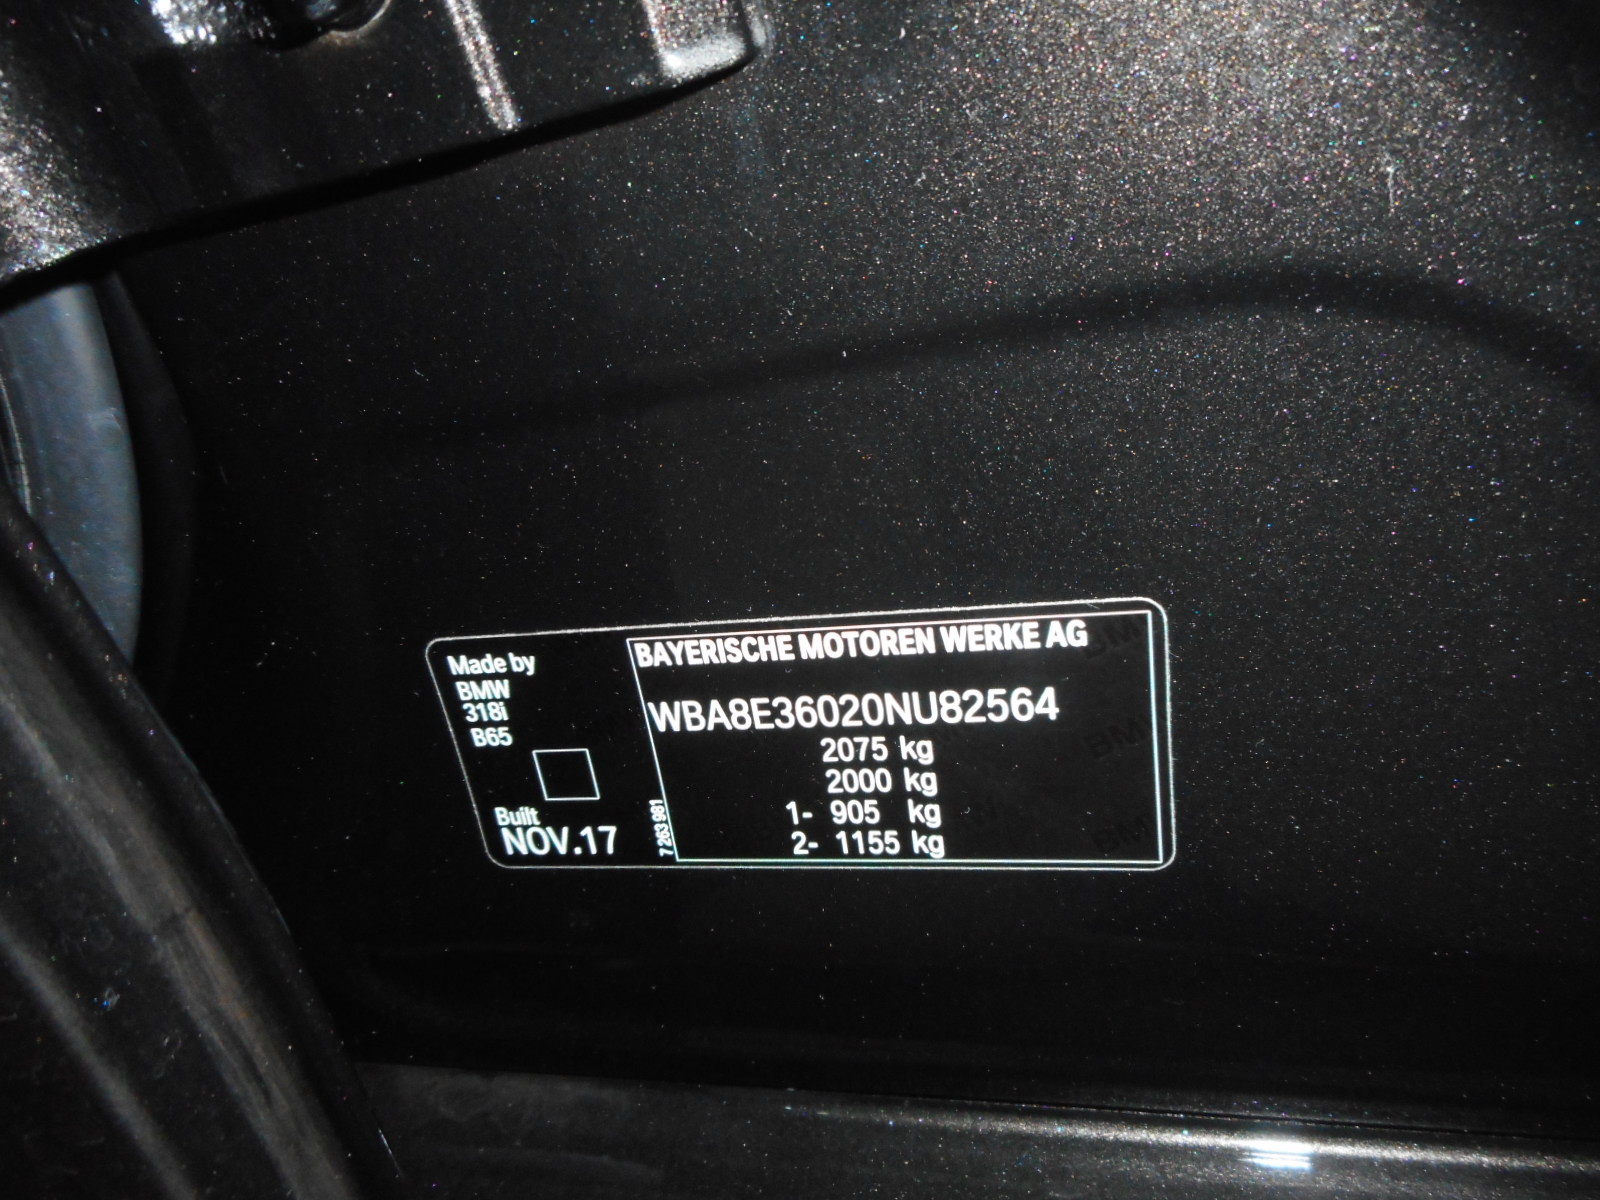 Made by
BMW
318i
B65
Built
NOV.17
7 263 981
BAYERISCHE MOTOREN WERKE AG
WBA8E36020NU82564
2075 kg
2000 kg
1- 905 kg
2- 1155 kg